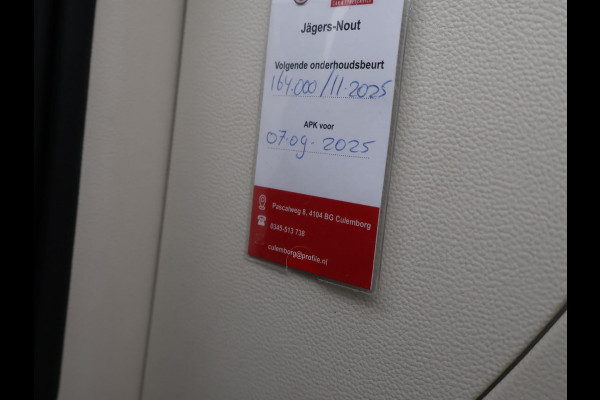 Jägers-Nout
Volgende onderhoudsbeurt
164.000 / 11-2025
APK voor
07-09-2025
Pascalweg 8, 4104 BG Culemborg
0345-513 738
culemborg@profile.nl